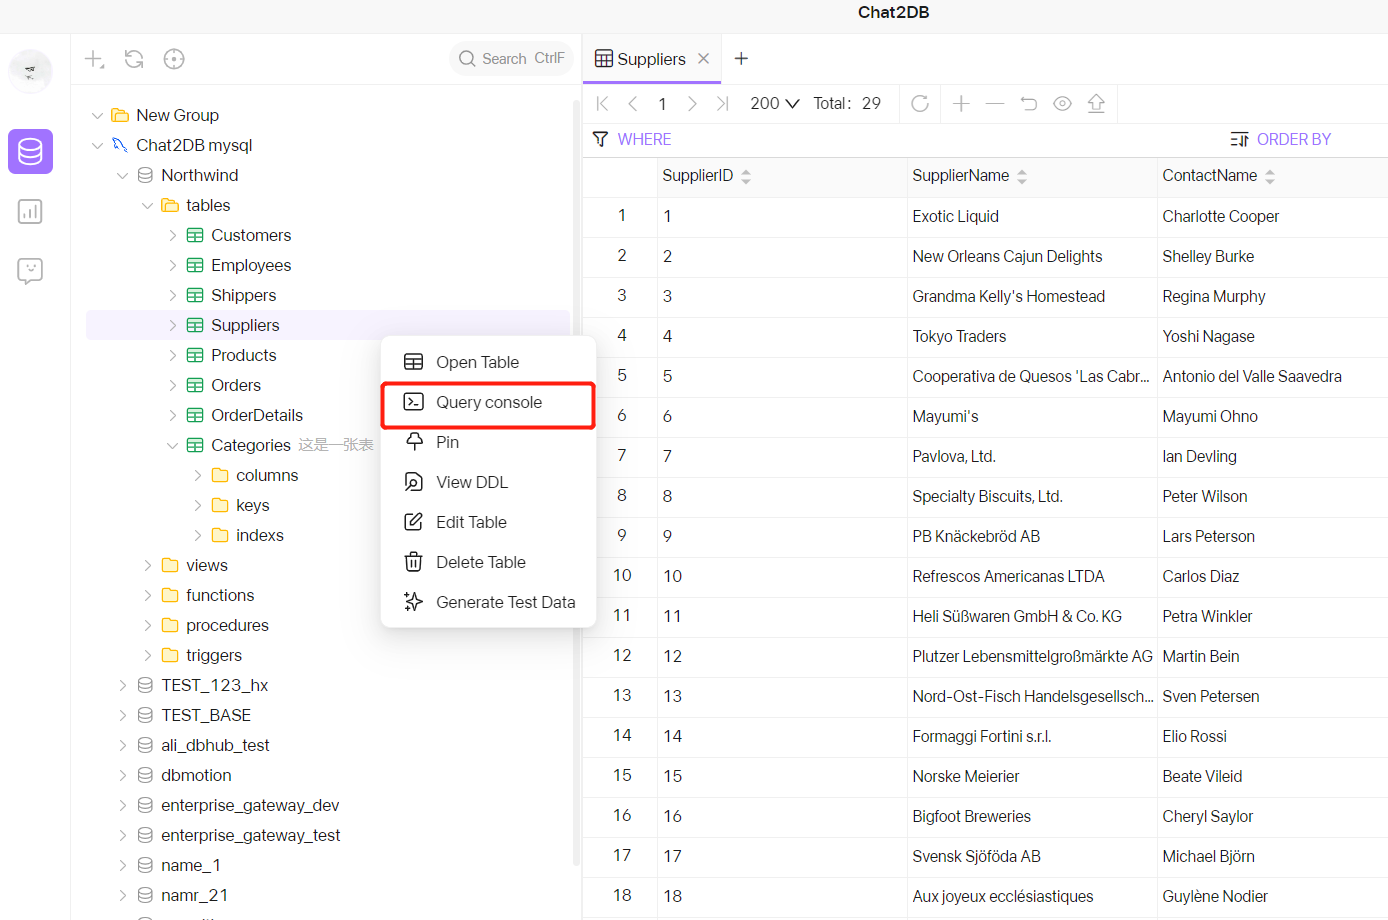 Chat2DB
Search CtrlF
New Group
Chat2DB mysql
Northwind
tables
Customers
Employees
Shippers
Suppliers
Products
Orders
OrderDetails
Categories 这是一张表
columns
keys
indexs
views
functions
procedures
triggers
TEST_123_hx
TEST_BASE
ali_dbhub_test
dbmotion
enterprise_gateway_dev
enterprise_gateway_test
name_1
namr_21
Open Table
Query console
Pin
View DDL
Edit Table
Delete Table
Generate Test Data
Suppliers
1 200 Total: 29
WHERE ORDER BY
SupplierID SupplierName ContactName
1 1 Exotic Liquid Charlotte Cooper
2 2 New Orleans Cajun Delights Shelley Burke
3 3 Grandma Kelly's Homestead Regina Murphy
4 4 Tokyo Traders Yoshi Nagase
5 5 Cooperativa de Quesos 'Las Cabr... Antonio del Valle Saavedra
6 6 Mayumi's Mayumi Ohno
7 7 Pavlova, Ltd. Ian Devling
8 8 Specialty Biscuits, Ltd. Peter Wilson
9 9 PB Knäckebröd AB Lars Peterson
10 10 Refrescos Americanas LTDA Carlos Diaz
11 11 Heli Süßwaren GmbH & Co. KG Petra Winkler
12 12 Plutzer Lebensmittelgroßmärkte AG Martin Bein
13 13 Nord-Ost-Fisch Handelsgesellsch... Sven Petersen
14 14 Formaggi Fortini s.r.l. Elio Rossi
15 15 Norske Meierier Beate Vileid
16 16 Bigfoot Breweries Cheryl Saylor
17 17 Svensk Sjöföda AB Michael Björn
18 18 Aux joyeux ecclésiastiques Guylène Nodier